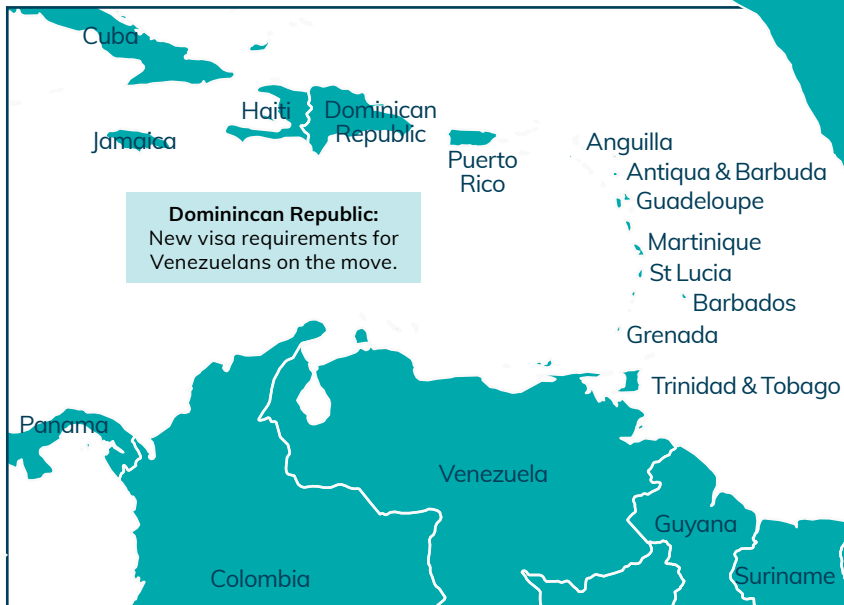 Cuba
Haiti
Dominican
Republic
Jamaica
Puerto
Rico
Anguilla
Antiqua & Barbuda
Guadeloupe
Dominincan Republic:
New visa requirements for
Venezuelans on the move.
Martinique
St Lucia
Barbados
Grenada
Trinidad & Tobago
Panama
Venezuela
Guyana
Colombia
Suriname